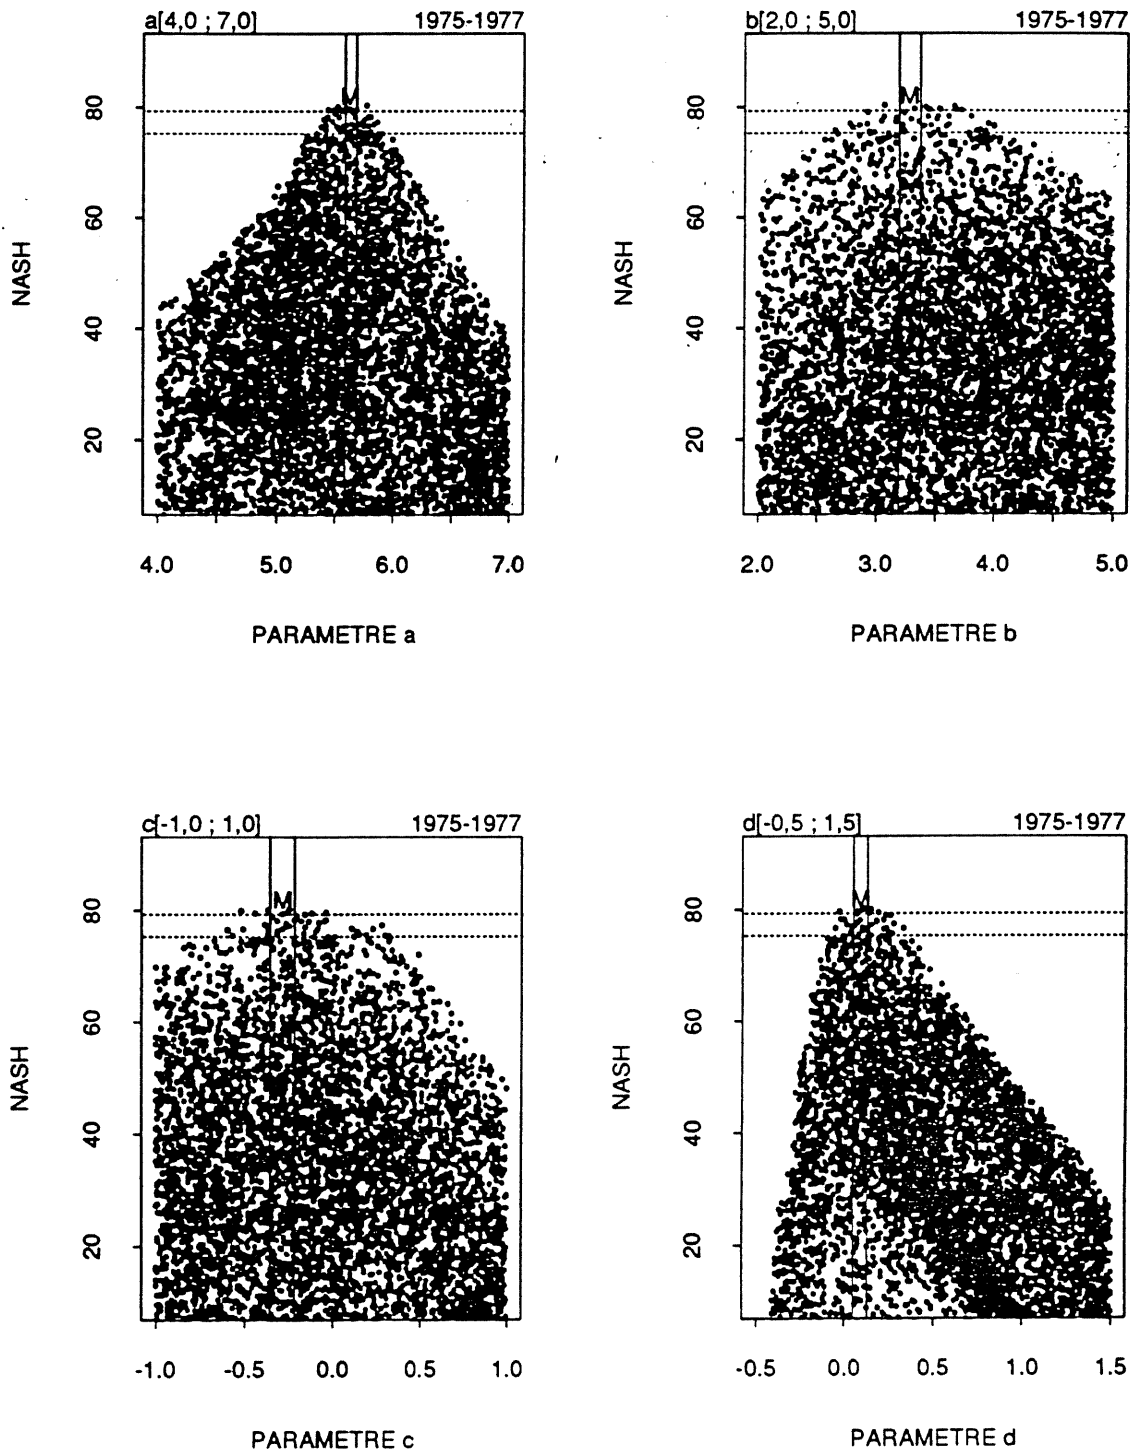 a[4,0 ; 7,0] 1975-1977
M
NASH
80
60
40
20
4.0 5.0 6.0 7.0
PARAMETRE a
b[2,0 ; 5,0] 1975-1977
M
NASH
80
60
40
20
2.0 3.0 4.0 5.0
PARAMETRE b
c[-1,0 ; 1,0] 1975-1977
M
NASH
80
60
40
20
-1.0 -0.5 0.0 0.5 1.0
PARAMETRE c
d[-0,5 ; 1,5] 1975-1977
M
NASH
80
60
40
20
-0.5 0.0 0.5 1.0 1.5
PARAMETRE d